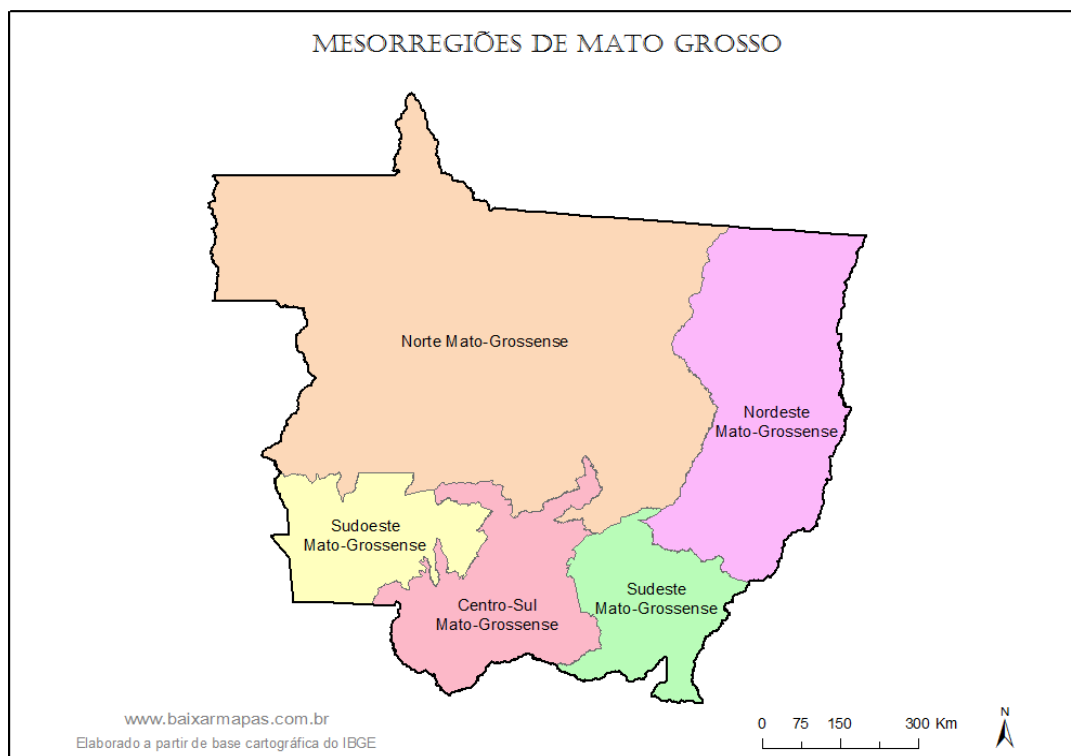 MESORREGIÕES DE MATO GROSSO
Norte Mato-Grossense
Nordeste
Mato-Grossense
Sudoeste
Mato-Grossense
Centro-Sul
Mato-Grossense
Sudeste
Mato-Grossense
www.baixarmapas.com.br
Elaborado a partir de base cartográfica do IBGE
0 75 150 300 Km
N